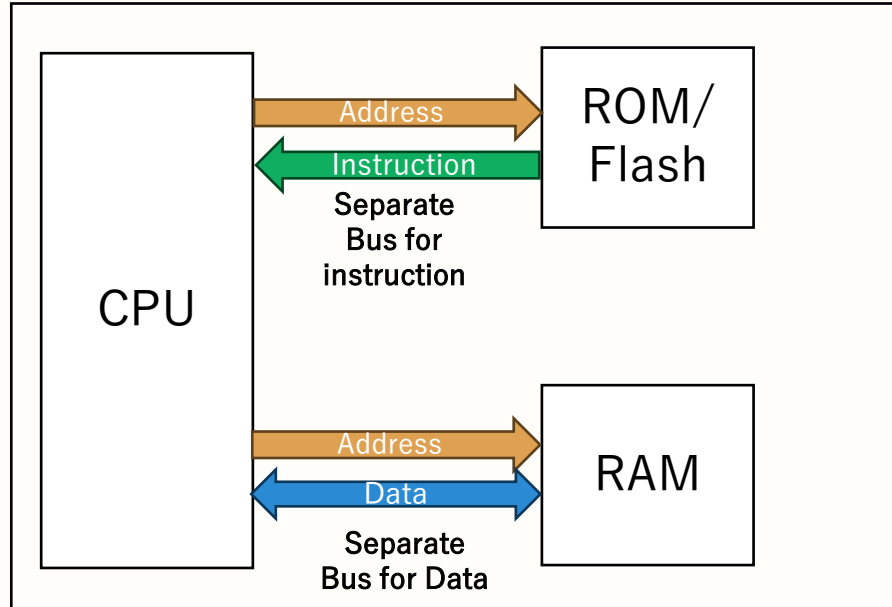 CPU
Address
Instruction
Separate
Bus for
instruction
ROM/
Flash
Address
Data
Separate
Bus for Data
RAM